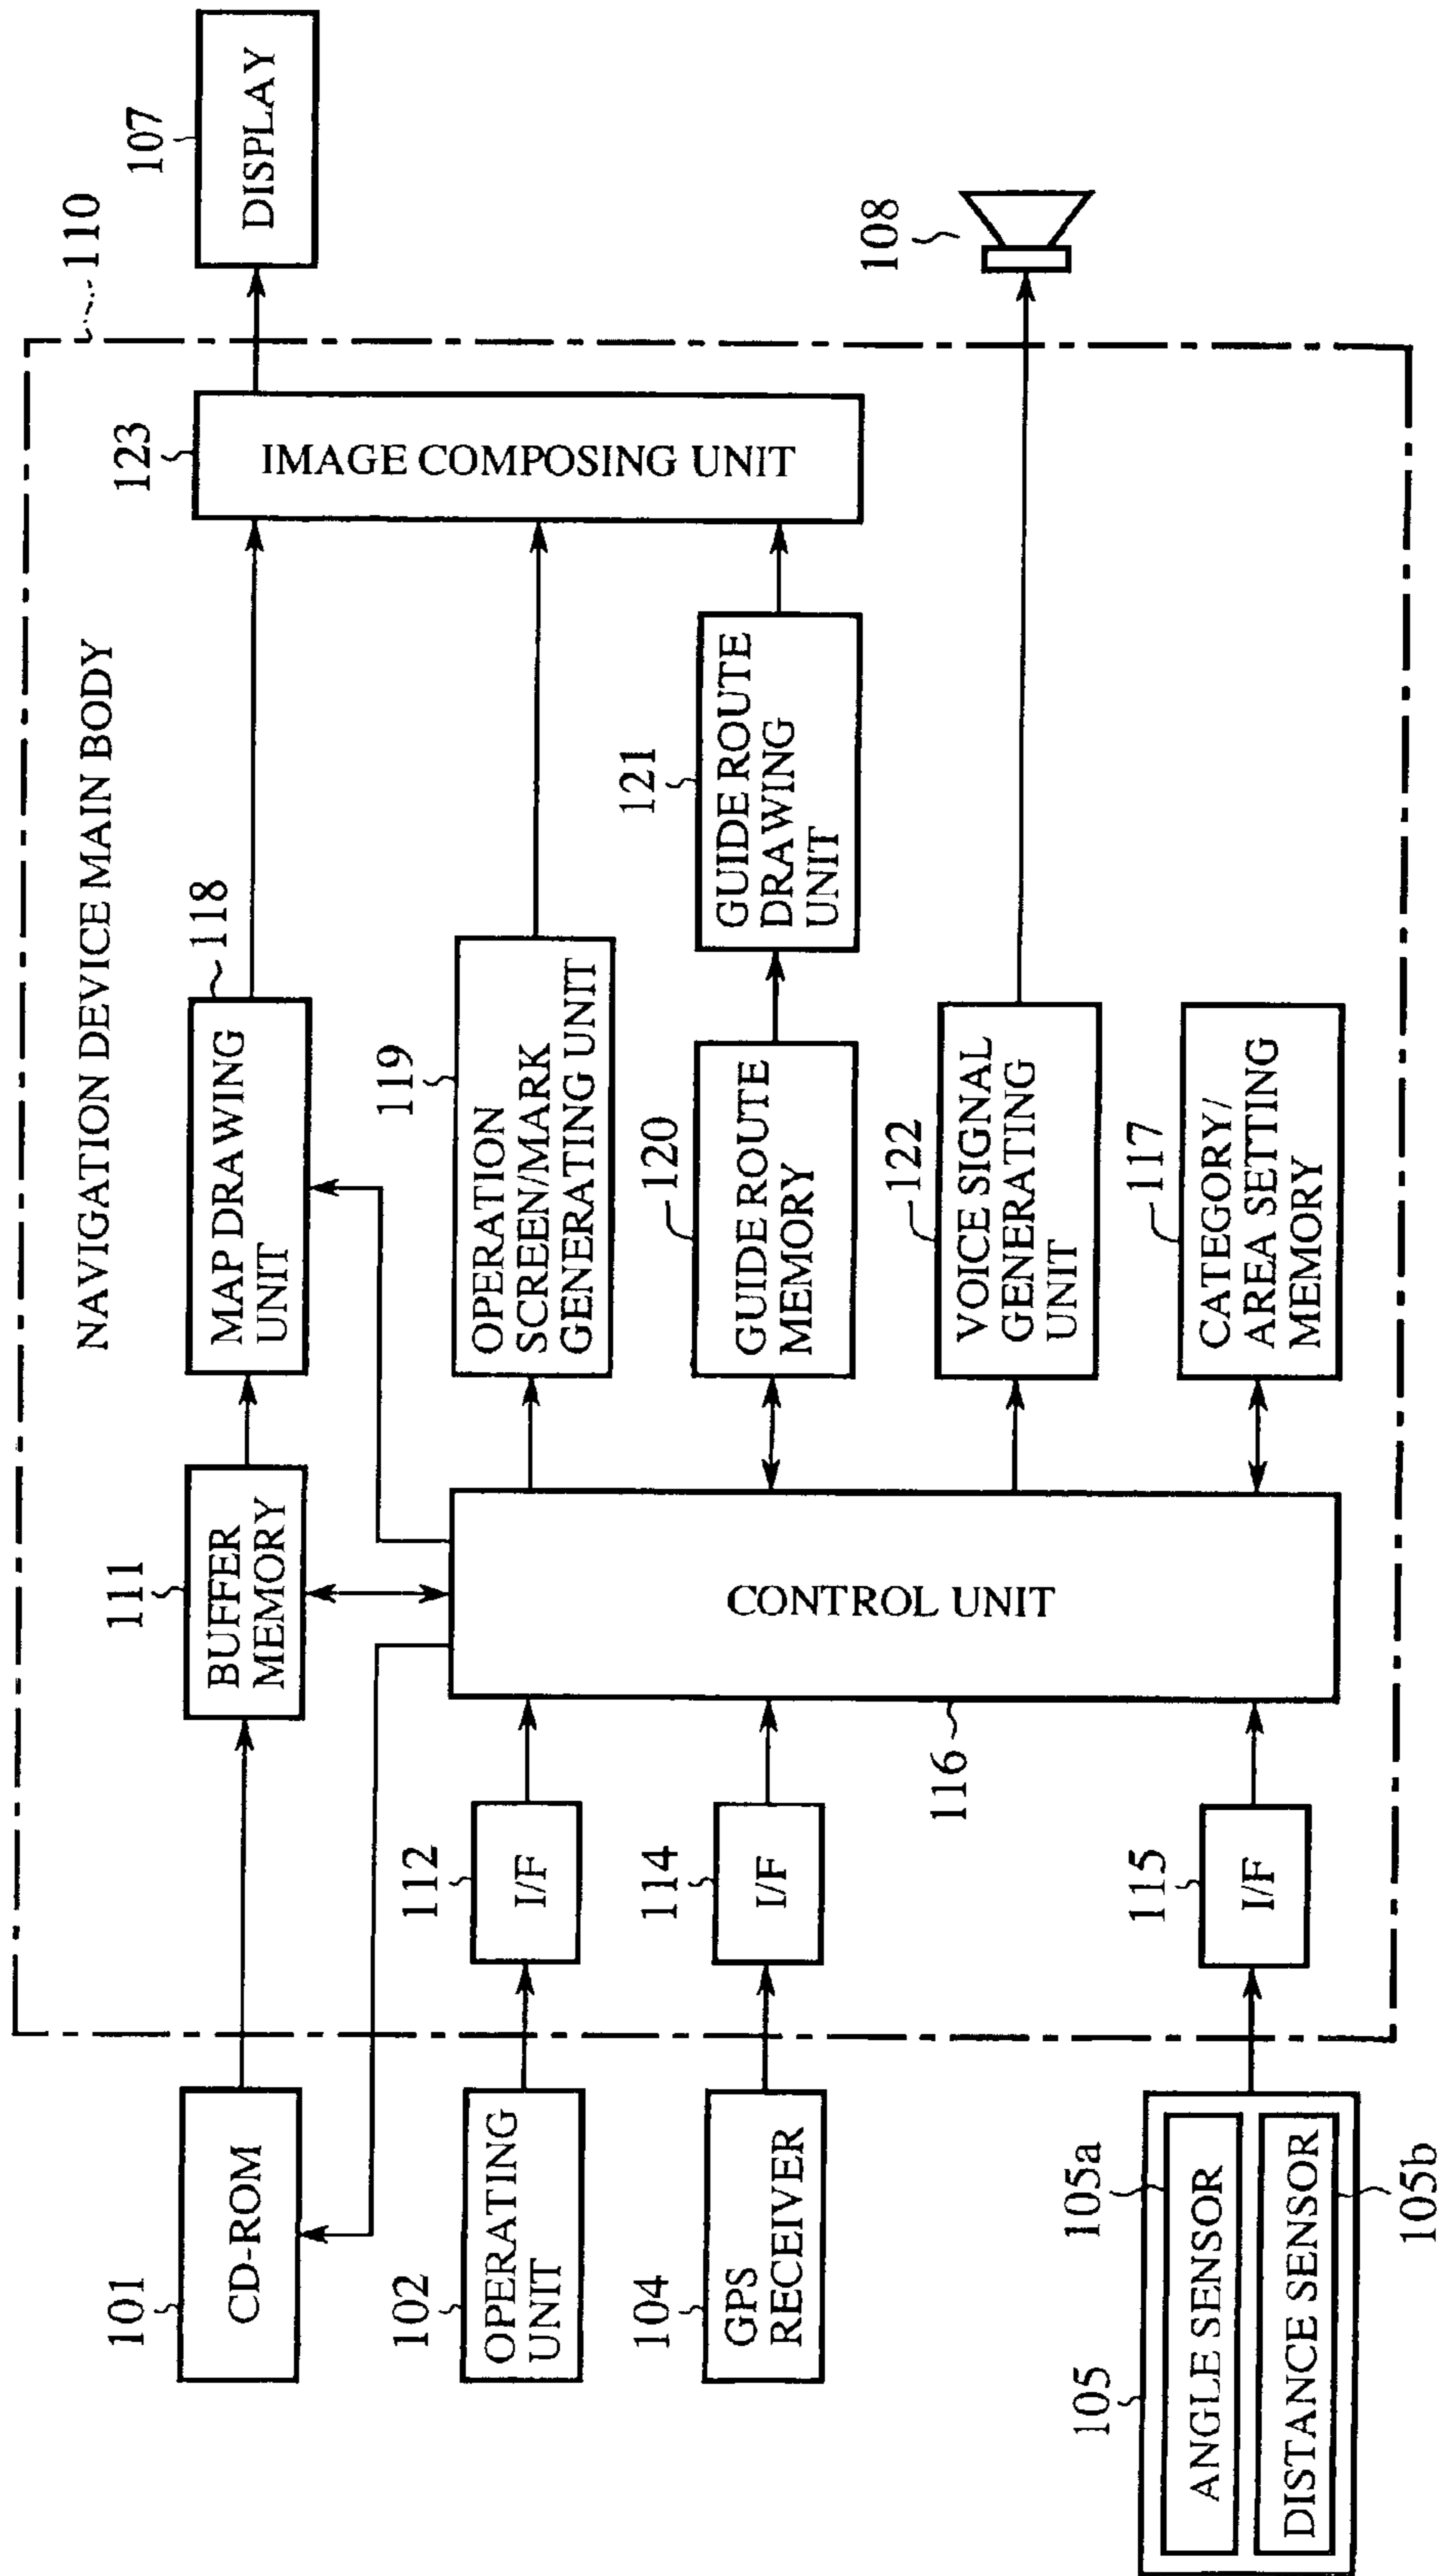 NAVIGATION DEVICE MAIN BODY
110
101
CD-ROM
111
BUFFER
MEMORY
118
MAP DRAWING
UNIT
123
IMAGE COMPOSING UNIT
107
DISPLAY
102
OPERATING
UNIT
112
I/F
119
OPERATION
SCREEN/MARK
GENERATING UNIT
104
GPS
RECEIVER
114
I/F
116
CONTROL UNIT
120
GUIDE ROUTE
MEMORY
121
GUIDE ROUTE
DRAWING
UNIT
122
VOICE SIGNAL
GENERATING
UNIT
108
105
105a
ANGLE SENSOR
DISTANCE SENSOR
105b
115
I/F
117
CATEGORY/
AREA SETTING
MEMORY